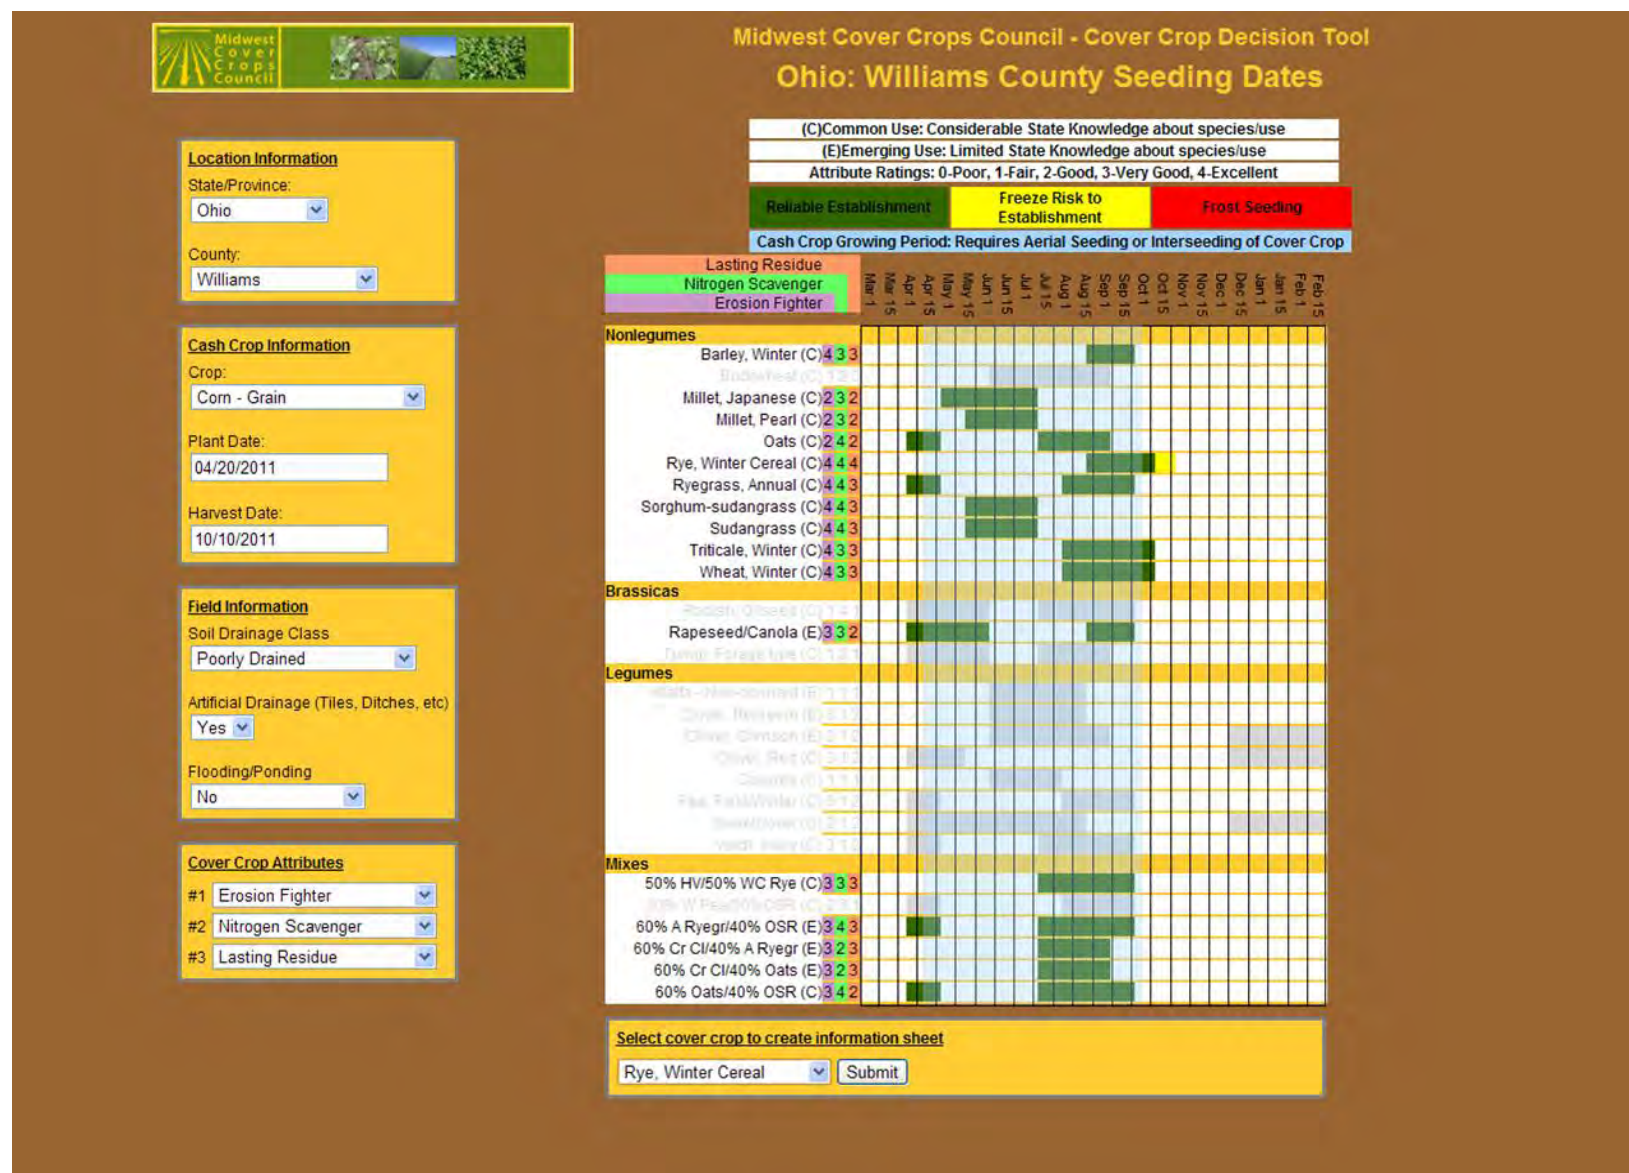 Midwest
Cover
Crops
Council
Midwest Cover Crops Council - Cover Crop Decision Tool
Ohio: Williams County Seeding Dates
(C)Common Use: Considerable State Knowledge about species/use
(E)Emerging Use: Limited State Knowledge about species/use
Attribute Ratings: 0-Poor, 1-Fair, 2-Good, 3-Very Good, 4-Excellent
Reliable Establishment
Freeze Risk to
Establishment
Frost Seeding
Cash Crop Growing Period: Requires Aerial Seeding or Interseeding of Cover Crop
Location Information
State/Province:
Ohio
County:
Williams
Cash Crop Information
Crop:
Corn - Grain
Plant Date:
04/20/2011
Harvest Date:
10/10/2011
Field Information
Soil Drainage Class
Poorly Drained
Artificial Drainage (Tiles, Ditches, etc)
Yes
Flooding/Ponding
No
Cover Crop Attributes
#1 Erosion Fighter
#2 Nitrogen Scavenger
#3 Lasting Residue
Lasting Residue
Nitrogen Scavenger
Erosion Fighter
Mar 1
Mar 15
Apr 1
Apr 15
May 1
May 15
Jun 1
Jun 15
Jul 1
Jul 15
Aug 1
Aug 15
Sep 1
Sep 15
Oct 1
Oct 15
Nov 1
Nov 15
Dec 1
Dec 15
Jan 1
Jan 15
Feb 1
Feb 15
Nonlegumes
Barley, Winter (C) 4 3 3
Millet, Japanese (C) 2 3 2
Millet, Pearl (C) 2 3 2
Oats (C) 2 4 2
Rye, Winter Cereal (C) 4 4 4
Ryegrass, Annual (C) 4 4 3
Sorghum-sudangrass (C) 4 4 3
Sudangrass (C) 4 4 3
Triticale, Winter (C) 4 3 3
Wheat, Winter (C) 4 3 3
Brassicas
Rapeseed/Canola (E) 3 3 2
Legumes
Mixes
50% HV/50% WC Rye (C) 3 3 3
60% A Ryegr/40% OSR (E) 3 4 3
60% Cr Cl/40% A Ryegr (E) 3 2 3
60% Cr Cl/40% Oats (E) 3 2 3
60% Oats/40% OSR (C) 3 4 2
Select cover crop to create information sheet
Rye, Winter Cereal
Submit